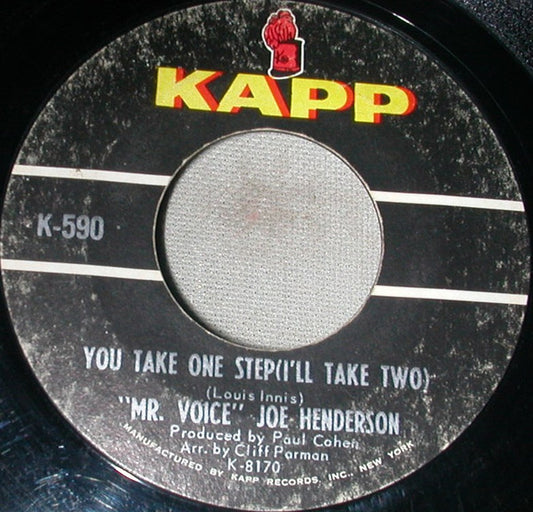 KAPP
K-590
YOU TAKE ONE STEP(I'LL TAKE TWO)
(Louis Innis)
"MR. VOICE" JOE HENDERSON
Produced by Paul Cohen
Arr. by Cliff Parman
K-8170
MANUFACTURED BY KAPP RECORDS, INC., NEW YORK